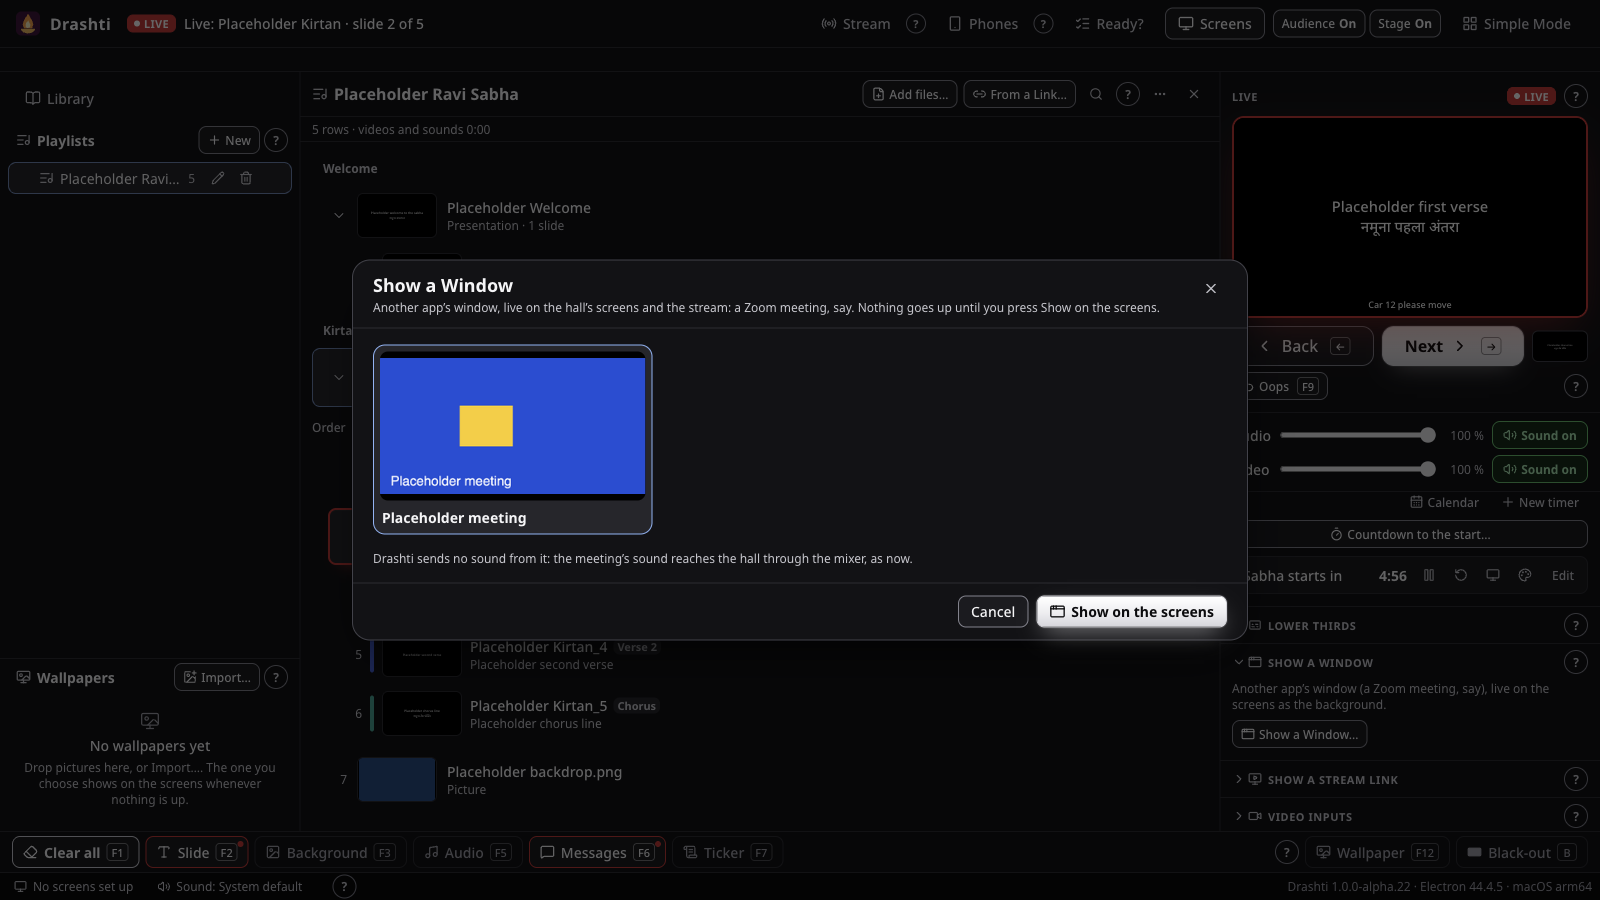 Drashti
LIVE
Live: Placeholder Kirtan · slide 2 of 5
Stream
?
Phones
?
Ready?
Screens
Audience On
Stage On
Simple Mode
Library
Playlists
New
?
Placeholder Ravi...
5
Placeholder Ravi Sabha
Add files...
From a Link...
?
5 rows · videos and sounds 0:00
Welcome
Placeholder Welcome
Presentation · 1 slide
Kirta
Order
LIVE
LIVE
?
Placeholder first verse
नमूना पहला अंतरा
Car 12 please move
Back
Next
Oops F9
?
dio
100 %
Sound on
deo
100 %
Sound on
Calendar
New timer
Countdown to the start...
Sabha starts in
4:56
Edit
LOWER THIRDS
?
SHOW A WINDOW
?
Another app's window (a Zoom meeting, say), live on the
screens as the background.
Show a Window...
SHOW A STREAM LINK
?
VIDEO INPUTS
?
Show a Window
Another app's window, live on the hall's screens and the stream: a Zoom meeting, say. Nothing goes up until you press Show on the screens.
Placeholder meeting
Placeholder meeting
Drashti sends no sound from it: the meeting's sound reaches the hall through the mixer, as now.
Cancel
Show on the screens
5
Placeholder Kirtan_4
Verse 2
Placeholder second verse
6
Placeholder Kirtan_5
Chorus
Placeholder chorus line
7
Placeholder backdrop.png
Picture
Wallpapers
Import...
?
No wallpapers yet
Drop pictures here, or Import.... The one you
choose shows on the screens whenever
nothing is up.
Clear all F1
Slide F2
Background F3
Audio F5
Messages F6
Ticker F7
?
Wallpaper F12
Black-out B
No screens set up
Sound: System default
?
Drashti 1.0.0-alpha.22 · Electron 44.4.5 · macOS arm64